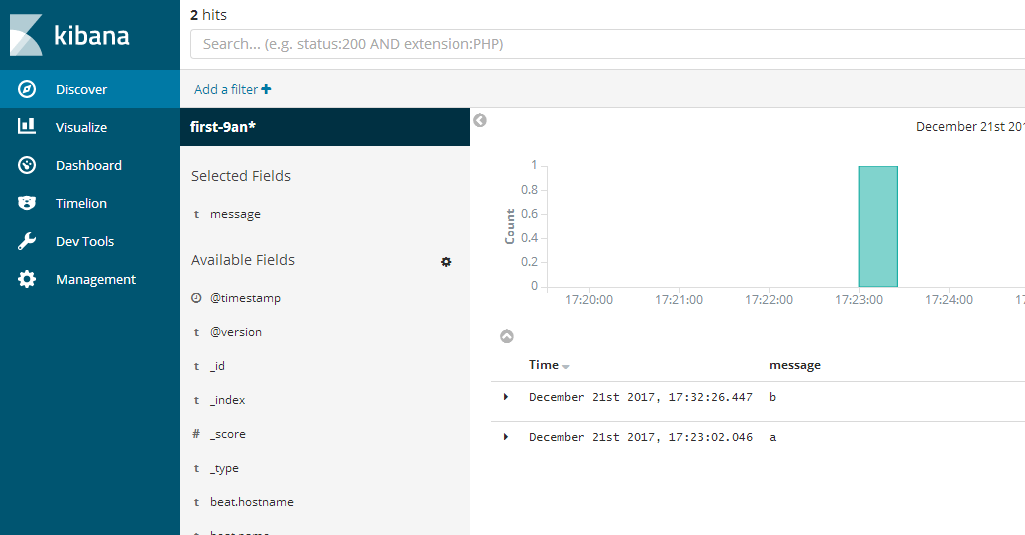 kibana
Discover
Visualize
Dashboard
Timelion
Dev Tools
Management
2 hits
Search... (e.g. status:200 AND extension:PHP)
Add a filter +
first-9an*
Selected Fields
t message
Available Fields
@timestamp
t @version
t _id
t _index
# _score
t _type
t beat.hostname
December 21st 201
Count
1
0.8
0.6
0.4
0.2
0
17:20:00 17:21:00 17:22:00 17:23:00 17:24:00
Time message
December 21st 2017, 17:32:26.447 b
December 21st 2017, 17:23:02.046 a